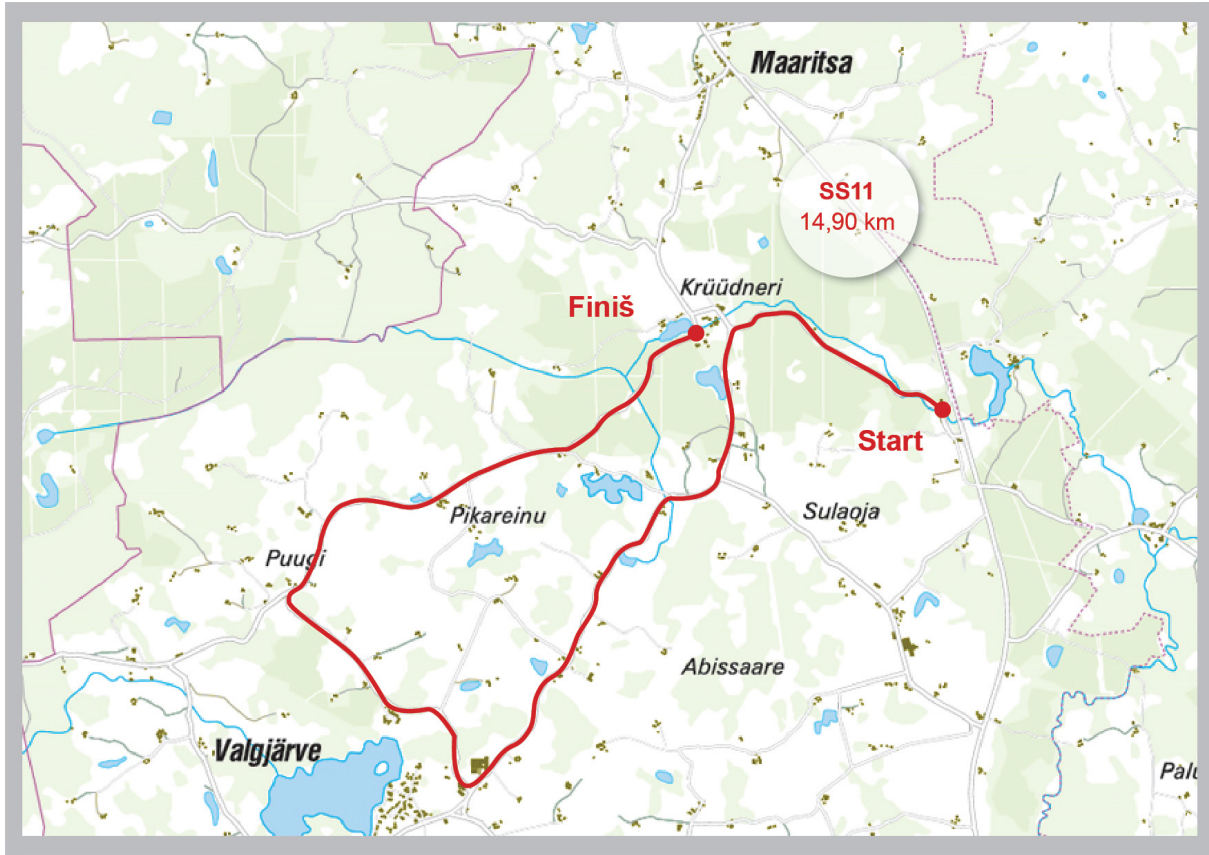 Maaritsa
SS11
14,90 km
Krüüdneri
Finiš
Start
Pikareinu
Sulaoja
Puugi
Abissaare
Valgjärve
Palu